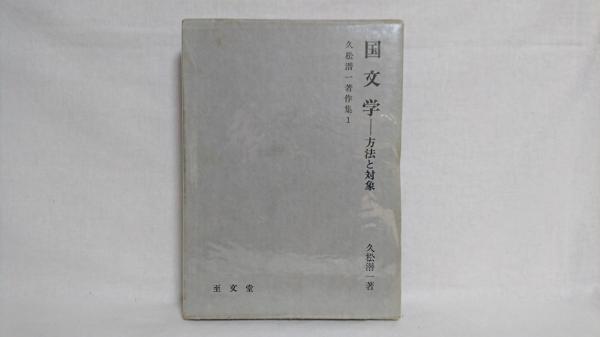 国文学――方法と対象
久松潜一著作集1
久松潜一著
至文堂